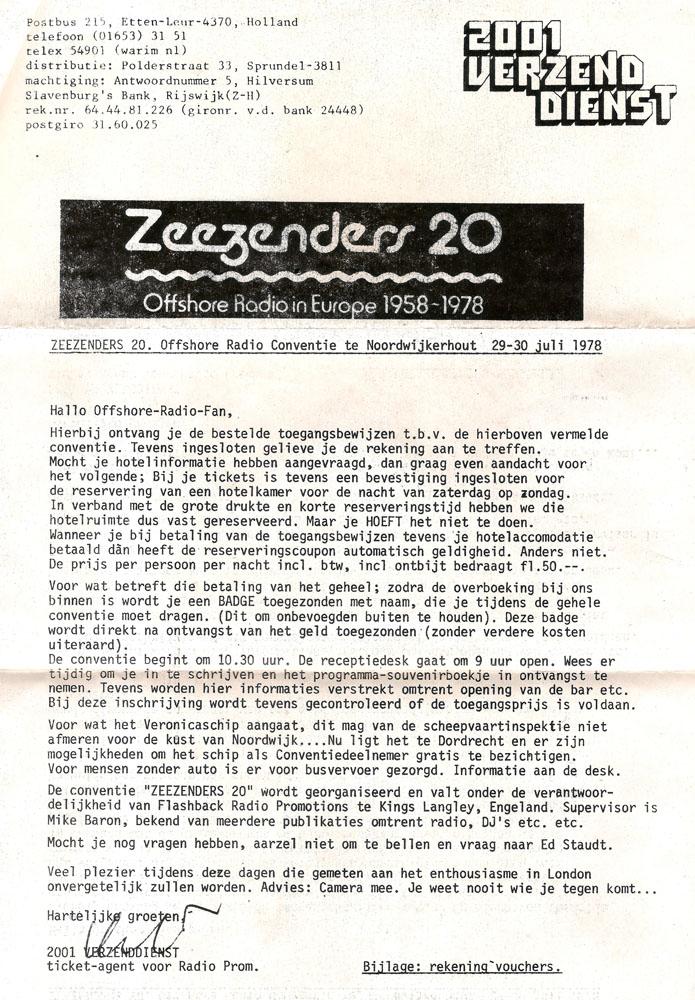 Postbus 215, Etten-Leur-4370, Holland
telefoon (01653) 31 51
telex 54901 (warim nl)
distributie: Polderstraat 33, Sprundel-3811
machtiging: Antwoordnummer 5, Hilversum
Slavenburg's Bank, Rijswijk(Z-H)
rek.nr. 64.44.81.226 (gironr. v.d. bank 24448)
postgiro 31.60.025
2001
VERZEND
DIENST
Zeezenders 20
Offshore Radio in Europe 1958-1978
ZEEZENDERS 20. Offshore Radio Conventie te Noordwijkerhout 29-30 juli 1978
Hallo Offshore-Radio-Fan,
Hierbij ontvang je de bestelde toegangsbewijzen t.b.v. de hierboven vermelde
conventie. Tevens ingesloten gelieve je de rekening aan te treffen.
Mocht je hotelinformatie hebben aangevraagd, dan graag even aandacht voor
het volgende; Bij je tickets is tevens een bevestiging ingesloten voor
de reservering van een hotelkamer voor de nacht van zaterdag op zondag.
In verband met de grote drukte en korte reserveringstijd hebben we die
hotelruimte dus vast gereserveerd. Maar je HOEFT het niet te doen.
Wanneer je bij betaling van de toegangsbewijzen tevens je hotelaccomodatie
betaald dàn heeft de reserveringscoupon automatisch geldigheid. Anders niet.
De prijs per persoon per nacht incl. btw, incl ontbijt bedraagt fl.50.--.
Voor wat betreft die betaling van het geheel; zodra de overboeking bij ons
binnen is wordt je een BADGE toegezonden met naam, die je tijdens de gehele
conventie moet dragen. (Dit om onbevoegden buiten te houden). Deze badge
wordt direkt na ontvangst van het geld toegezonden (zonder verdere kosten
uiteraard).
De conventie begint om 10.30 uur. De receptiedesk gaat om 9 uur open. Wees er
tijdig om je in te schrijven en het programma-souvenirboekje in ontvangst te
nemen. Tevens worden hier informaties verstrekt omtrent opening van de bar etc.
Bij deze inschrijving wordt tevens gecontroleerd of de toegangsprijs is voldaan.
Voor wat het Veronicaschip aangaat, dit mag van de scheepvaartinspektie niet
afmeren voor de kust van Noordwijk....Nu ligt het te Dordrecht en er zijn
mogelijkheden om het schip als Conventiedeelnemer gratis te bezichtigen.
Voor mensen zonder auto is er voor busvervoer gezorgd. Informatie aan de desk.
De conventie "ZEEZENDERS 20" wordt georganiseerd en valt onder de verantwoor-
delijkheid van Flashback Radio Promotions te Kings Langley, Engeland. Supervisor is
Mike Baron, bekend van meerdere publikaties omtrent radio, DJ's etc. etc.
Mocht je nog vragen hebben, aarzel niet om te bellen en vraag naar Ed Staudt.
Veel plezier tijdens deze dagen die gemeten aan het enthousiasme in London
onvergetelijk zullen worden. Advies: Camera mee. Je weet nooit wie je tegen komt...
Hartelijke groeten,
2001 VERZENDDIENST
ticket-agent voor Radio Prom.
Bijlage: rekening vouchers.